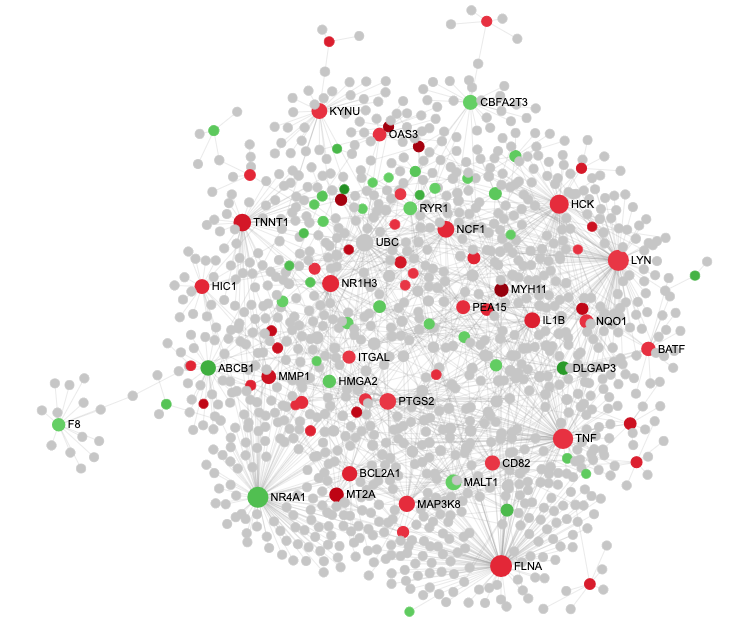 CBFA2T3
KYNU
OAS3
HCK
RYR1
TNNT1
NCF1
UBC
LYN
NR1H3
HIC1
MYH11
PEA15
IL1B
NQO1
BATF
ITGAL
ABCB1
DLGAP3
MMP1
HMGA2
PTGS2
F8
TNF
CD82
BCL2A1
MALT1
MT2A
NR4A1
MAP3K8
FLNA